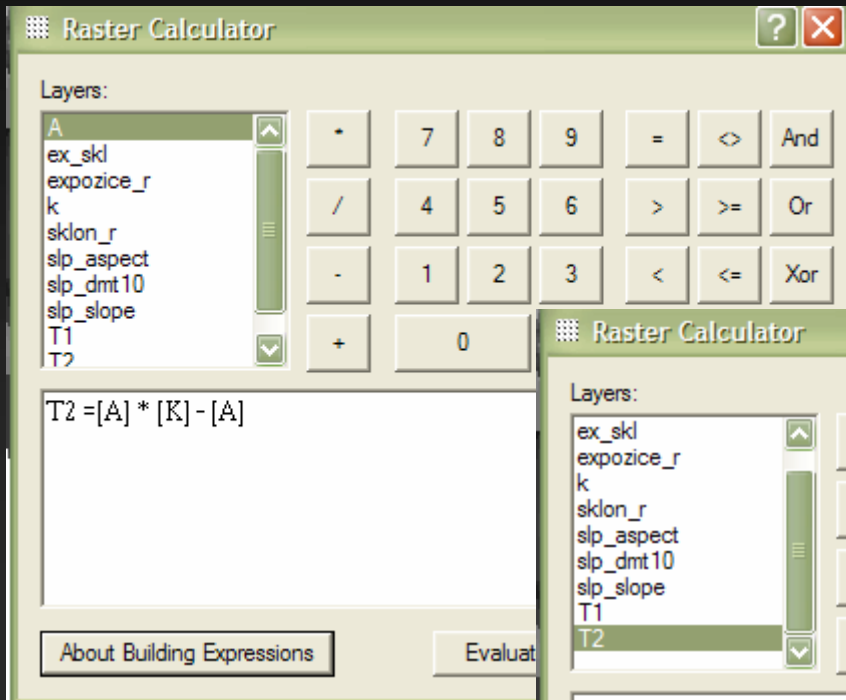 Raster Calculator ?
Layers:
A
ex_skl
expozice_r
k
sklon_r
slp_aspect
slp_dmt10
slp_slope
T1
T2
* 7 8 9 = <> And
/ 4 5 6 > >= Or
- 1 2 3 < <= Xor
+ 0
T2 =[A] * [K] - [A]
About Building Expressions
Evaluat
Raster Calculator
Layers:
ex_skl
expozice_r
k
sklon_r
slp_aspect
slp_dmt10
slp_slope
T1
T2